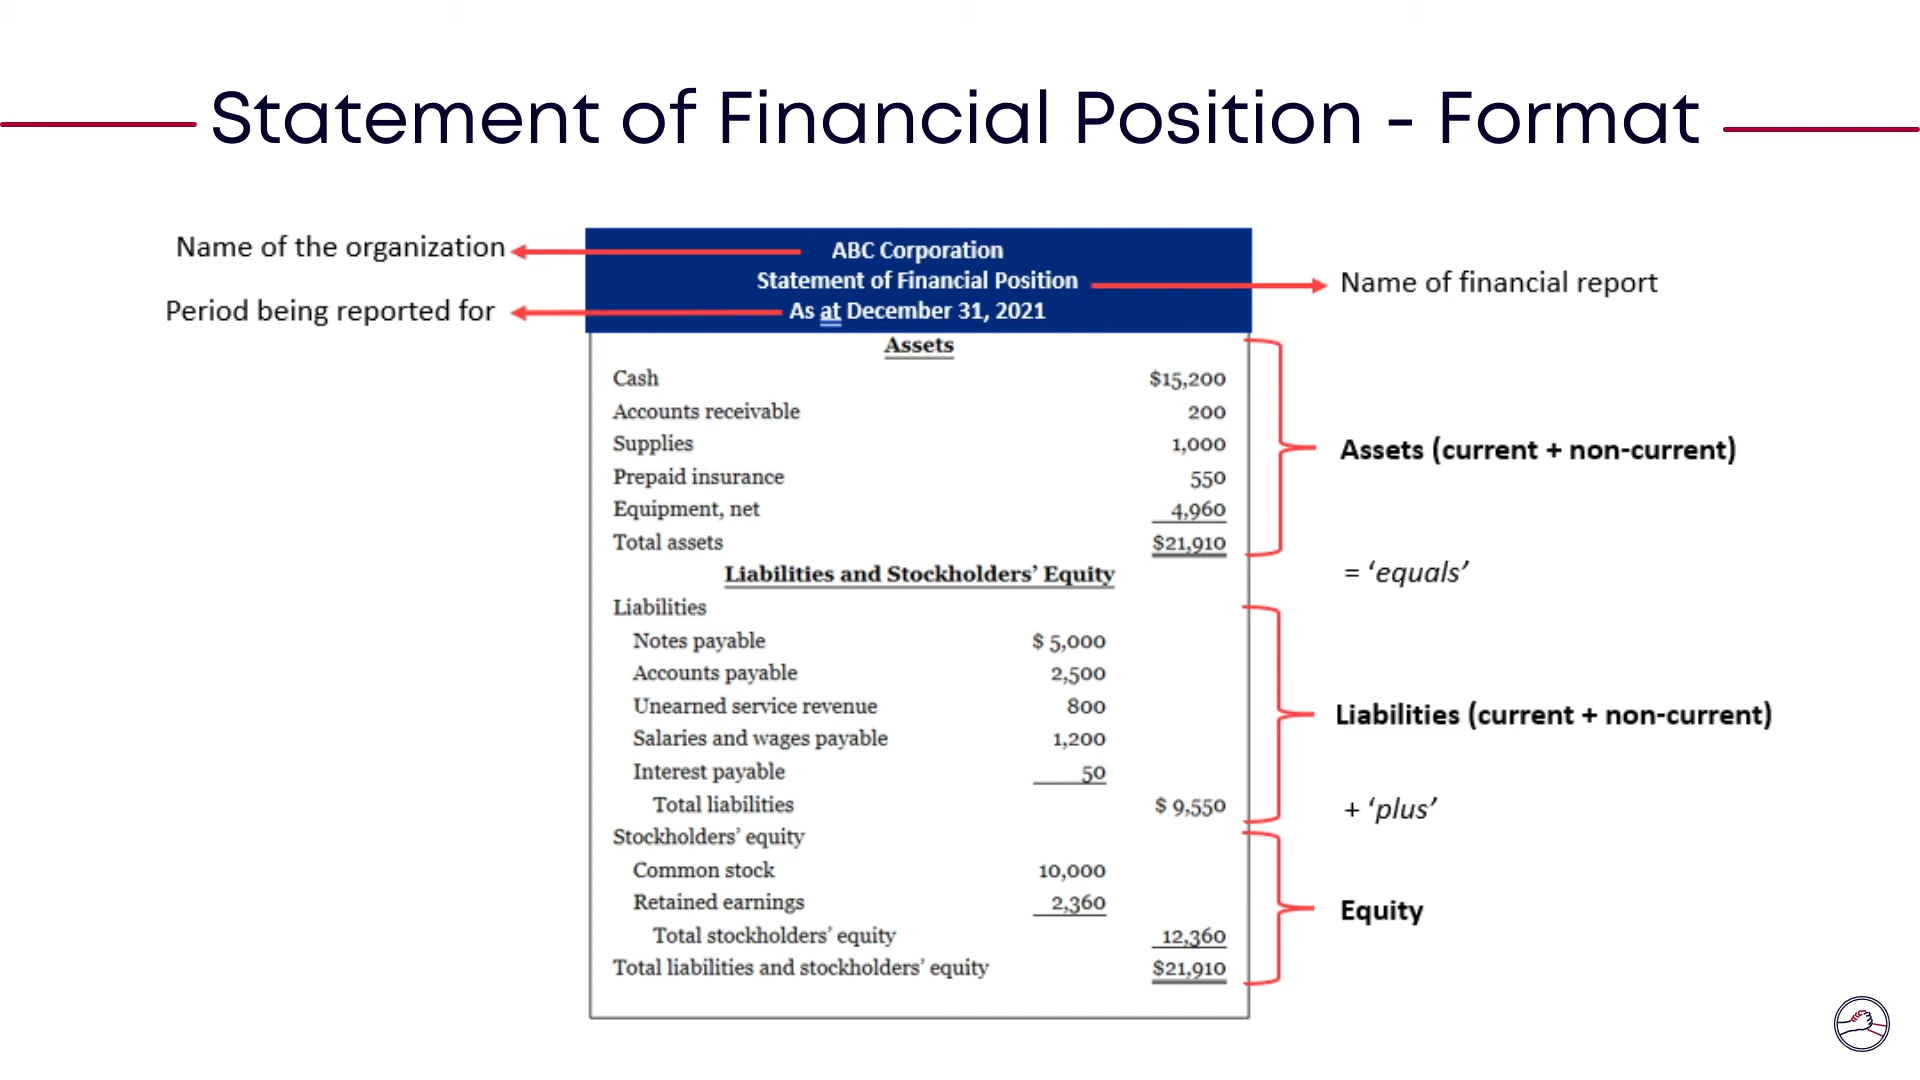 Statement of Financial Position - Format
Name of the organization
ABC Corporation
Statement of Financial Position
Name of financial report
Period being reported for
As at December 31, 2021
Assets
Cash $15,200
Accounts receivable 200
Supplies 1,000
Prepaid insurance 550
Equipment, net 4,960
Total assets $21,910
Assets (current + non-current)
= ‘equals’
Liabilities and Stockholders’ Equity
Liabilities
Notes payable $ 5,000
Accounts payable 2,500
Unearned service revenue 800
Salaries and wages payable 1,200
Interest payable 50
Total liabilities $ 9,550
Liabilities (current + non-current)
+ ‘plus’
Stockholders’ equity
Common stock 10,000
Retained earnings 2,360
Total stockholders’ equity 12,360
Total liabilities and stockholders’ equity $21,910
Equity